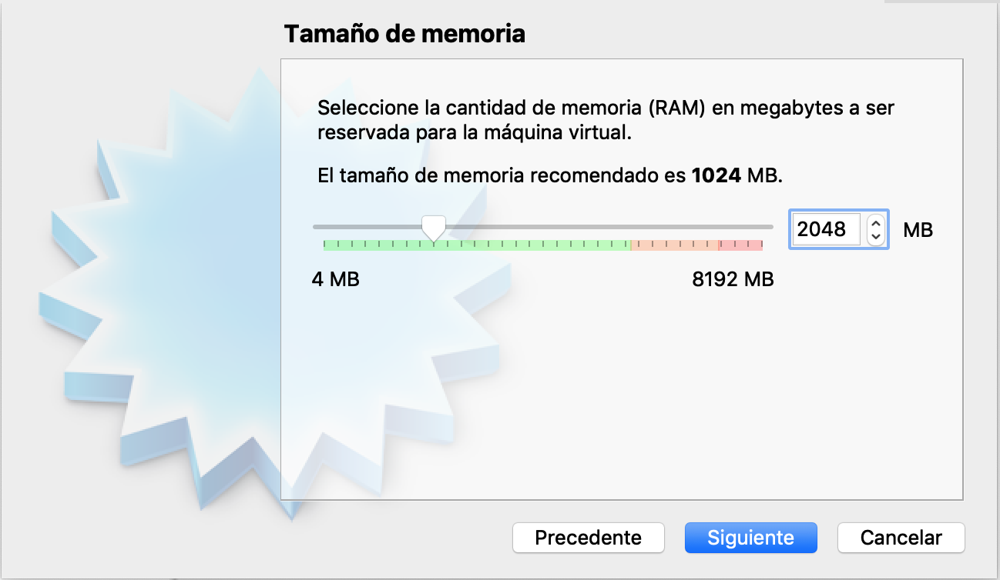 Tamaño de memoria
Seleccione la cantidad de memoria (RAM) en megabytes a ser
reservada para la máquina virtual.
El tamaño de memoria recomendado es 1024 MB.
2048 MB
4 MB 8192 MB
Precedente Siguiente Cancelar